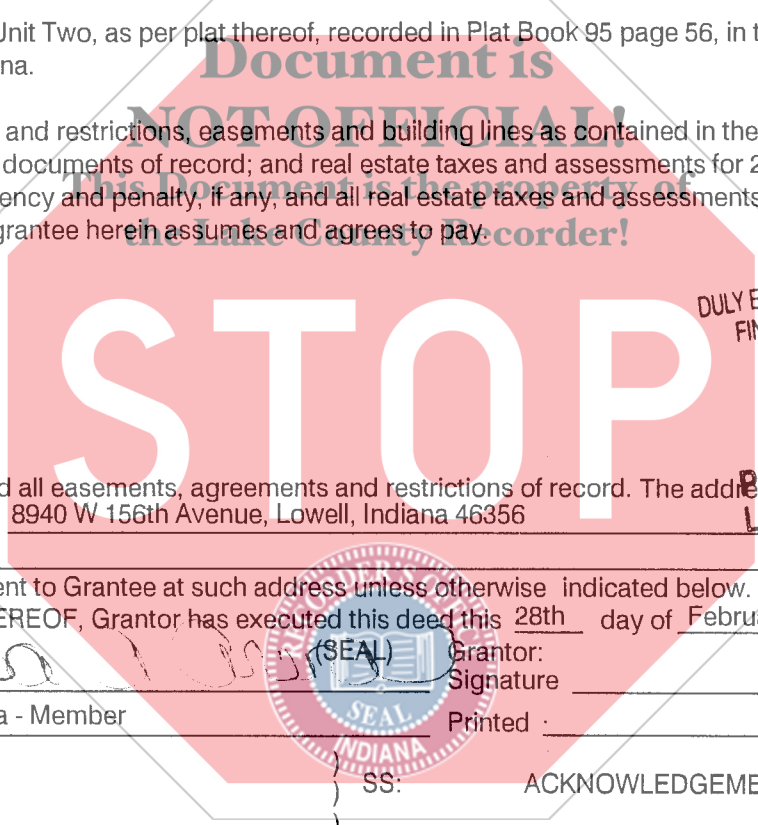 Unit Two, as per plat thereof, recorded in Plat Book 95 page 56, in t
na.
Document is
NOT OFFICIAL!
and restrictions, easements and building lines as contained in the
documents of record; and real estate taxes and assessments for 2
This Document is the property of
ency and penalty, if any, and all real estate taxes and assessments
grantee herein assumes and agrees to pay.
the Lake County Recorder!
DULY E
FIN
STOP
d all easements, agreements and restrictions of record. The addre
8940 W 156th Avenue, Lowell, Indiana 46356
ent to Grantee at such address unless otherwise indicated below.
EREOF, Grantor has executed this deed this 28th day of Februa
(SEAL) Grantor:
Signature
a - Member
Printed
RECORDER'S OFFICE
SEAL
INDIANA
) SS: ACKNOWLEDGEME
)